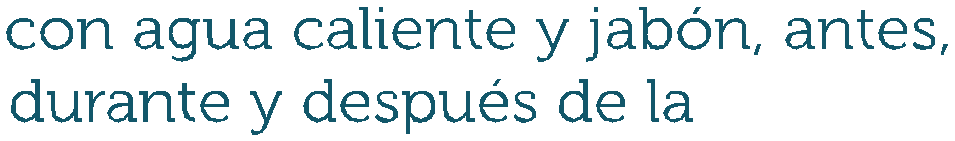 con agua caliente y jabón, antes,
durante y después de la